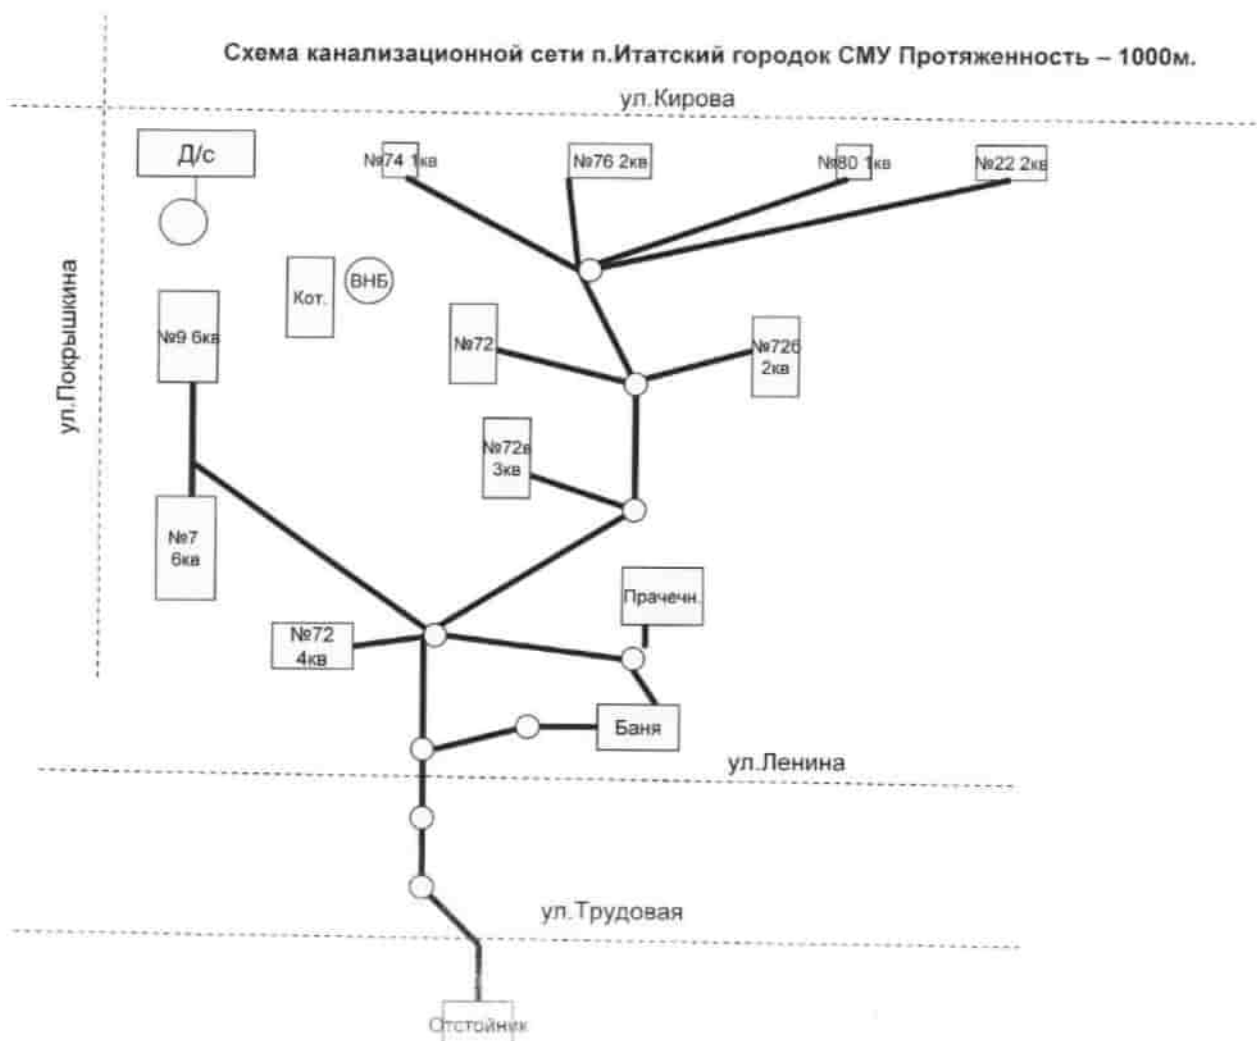 Схема канализационной сети п.Итатский городок СМУ Протяженность – 1000м.
ул.Кирова
Д/с
№74 1кв
№76 2кв
№80 1кв
№22 2кв
ул.Покрышкина
Кот.
ВНБ
№9 6кв
№72
№72б
2кв
№72в
3кв
№7
6кв
Прачечн.
№72
4кв
Баня
ул.Ленина
ул.Трудовая
Отстойник